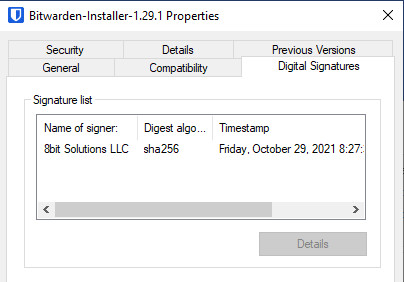 Bitwarden-Installer-1.29.1 Properties
Security Details Previous Versions
General Compatibility Digital Signatures
Signature list
Name of signer: Digest algo... Timestamp
8bit Solutions LLC sha256 Friday, October 29, 2021 8:27:
Details